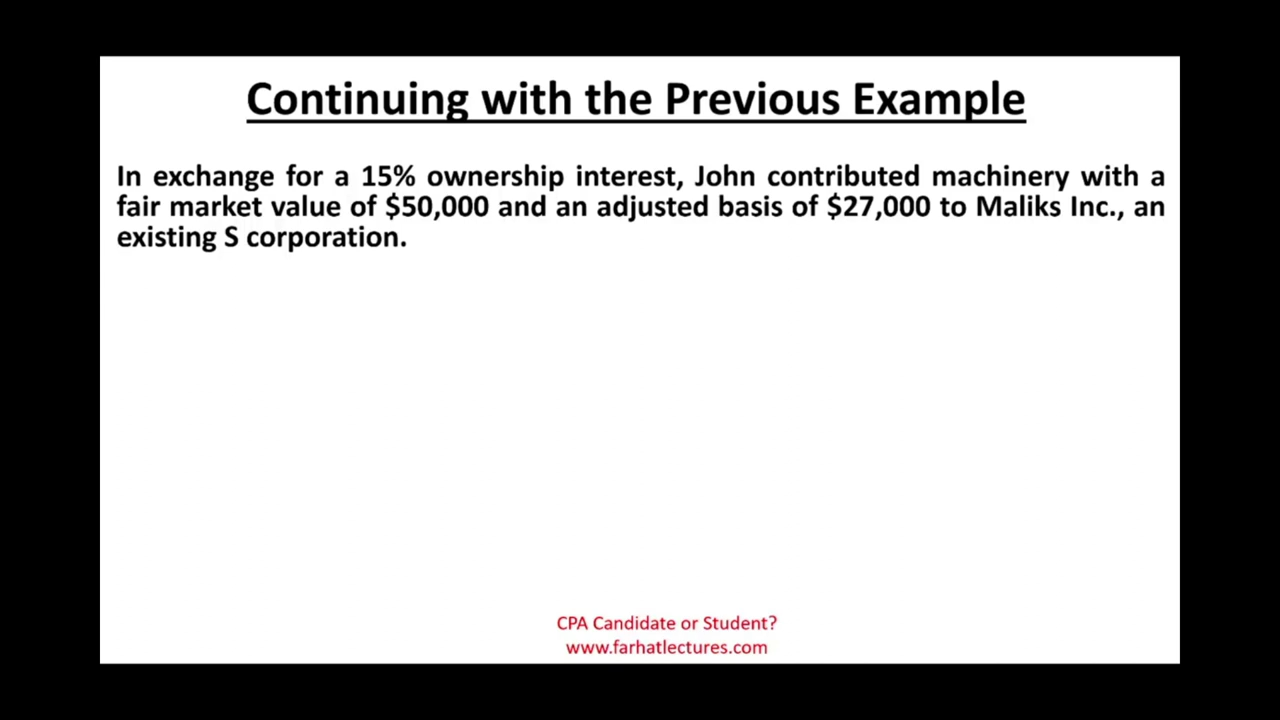 Continuing with the Previous Example
In exchange for a 15% ownership interest, John contributed machinery with a
fair market value of $50,000 and an adjusted basis of $27,000 to Maliks Inc., an
existing S corporation.
CPA Candidate or Student?
www.farhatlectures.com